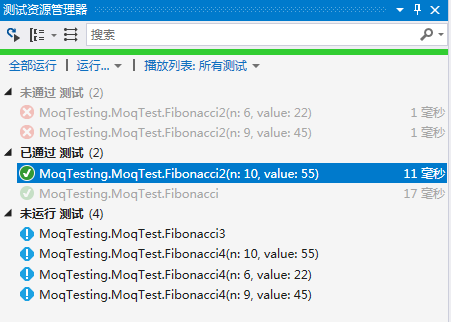 测试资源管理器
搜索
全部运行 | 运行... 播放列表: 所有测试
未通过 测试 (2)
MoqTesting.MoqTest.Fibonacci2(n: 6, value: 22) 1 毫秒
MoqTesting.MoqTest.Fibonacci2(n: 9, value: 45) 1 毫秒
已通过 测试 (2)
MoqTesting.MoqTest.Fibonacci2(n: 10, value: 55) 11 毫秒
MoqTesting.MoqTest.Fibonacci 17 毫秒
未运行 测试 (4)
MoqTesting.MoqTest.Fibonacci3
MoqTesting.MoqTest.Fibonacci4(n: 10, value: 55)
MoqTesting.MoqTest.Fibonacci4(n: 6, value: 22)
MoqTesting.MoqTest.Fibonacci4(n: 9, value: 45)